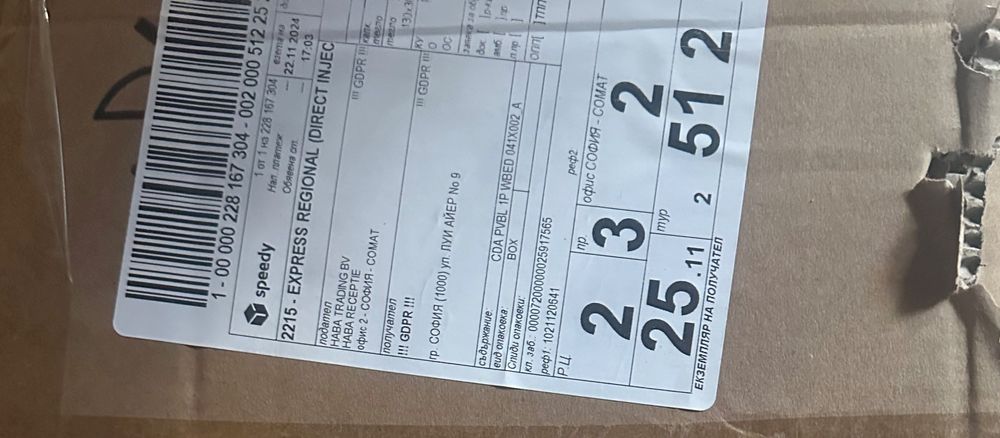 1 - 00 000 228 167 304 - 002 000 512 25
speedy
1 от 1 на 228 167 304
Нал. платеж: ---
Обявена ст. ---
22.11.2024
17:03
2215 - EXPRESS REGIONAL (DIRECT INJEC
подател
HABA TRADING BV
HABA RECEPTIE
офис 2 - СОФИЯ - СОМАТ
!!! GDPR !!!
получател
!!! GDPR !!!
!!! GDPR !!!
гр. СОФИЯ (1000) ул. ЛУИ АЙЕР No 9
съдържание: CDA PVBL 1P WBED 041X002_A
вид опаковка: BOX
Спиди опаковки:
кл. заб.: 00007200000025917565
реф1: 1021120541
реф2
Р.Ц.
пр
офис СОФИЯ - СОМАТ
2 3 2
тур
25.11 2 51 2
ЕКЗЕМПЛЯР НА ПОЛУЧАТЕЛ